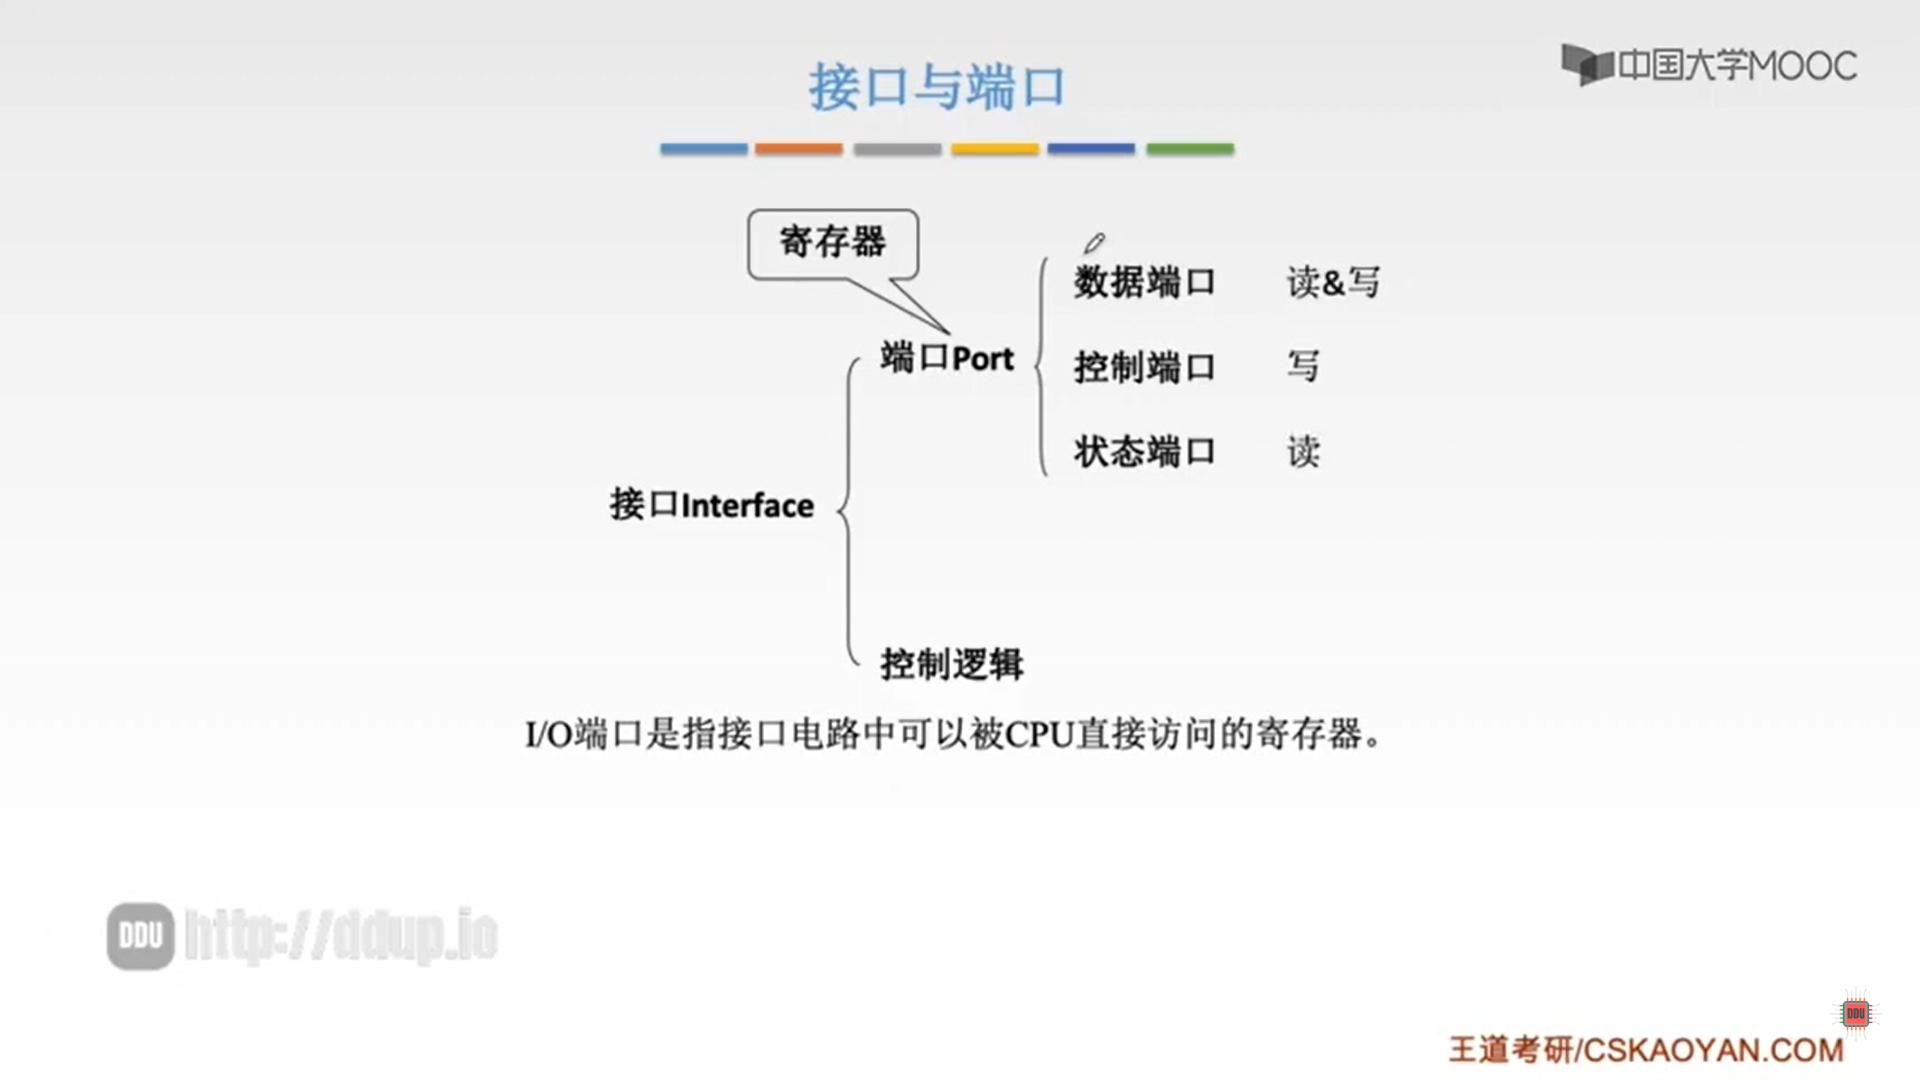 接口与端口
中国大学MOOC
寄存器
数据端口 读&写
端口Port
控制端口 写
状态端口 读
接口Interface
控制逻辑
I/O端口是指接口电路中可以被CPU直接访问的寄存器。
DDU http://ddup.io
DDU
王道考研/CSKAOYAN.COM